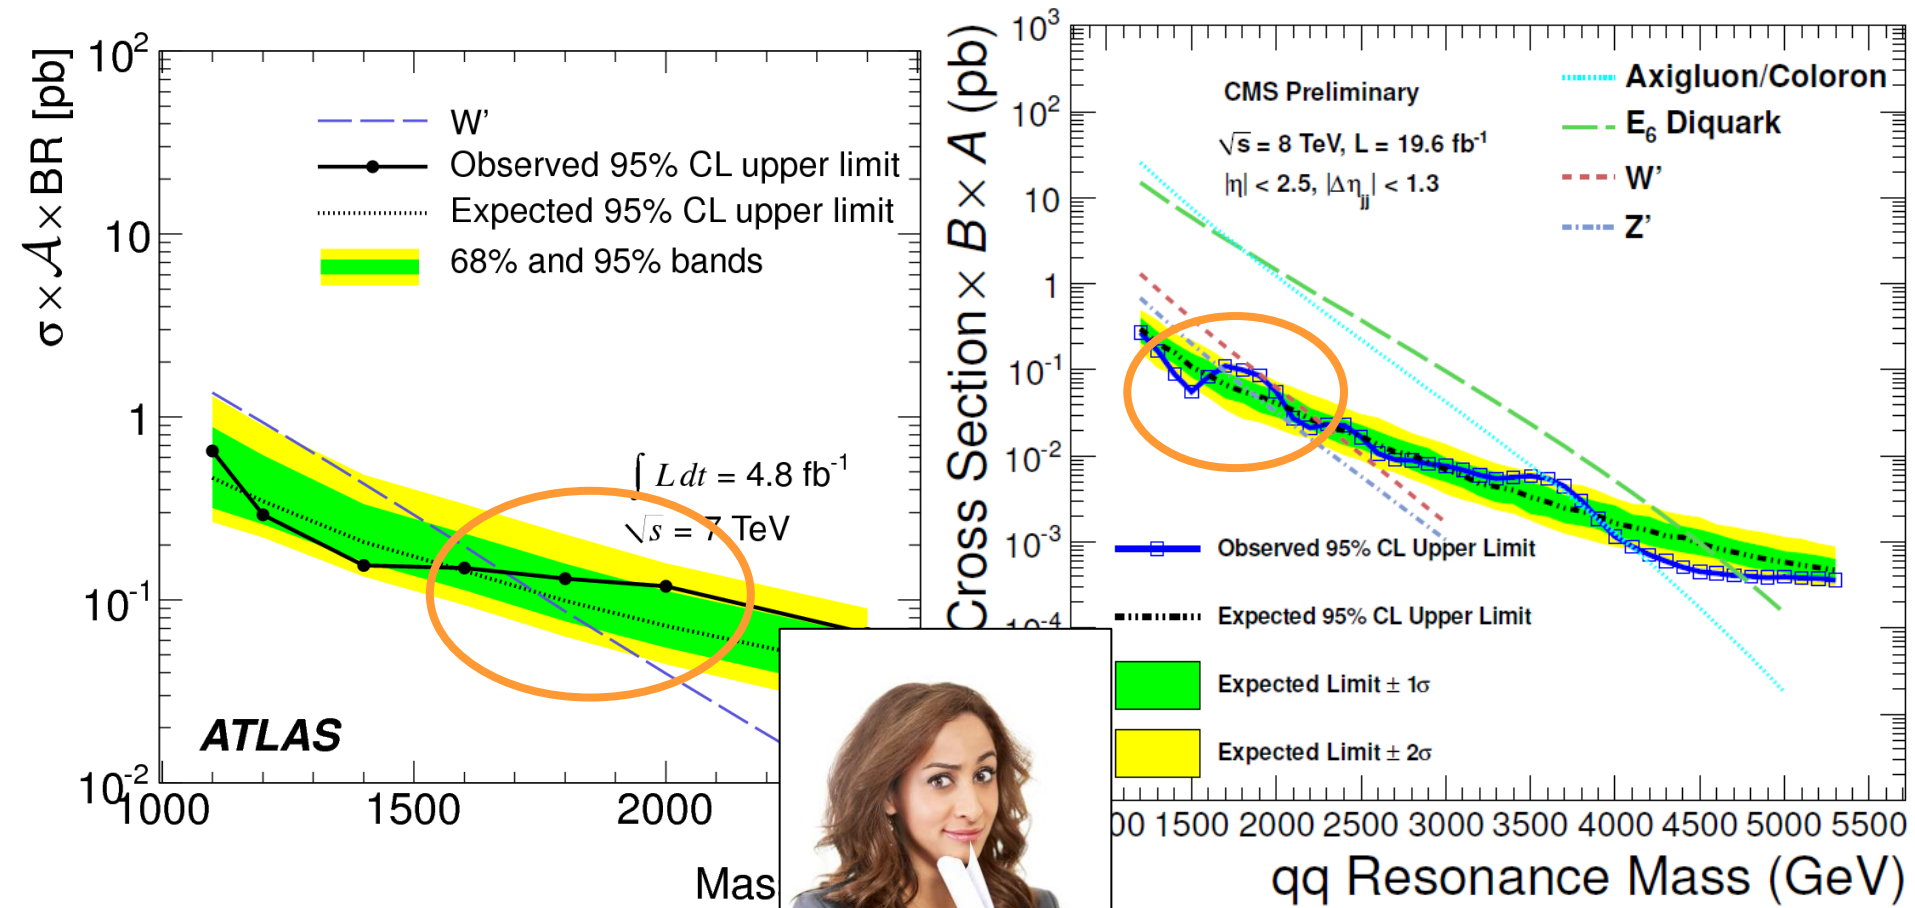 10²
10
1
10⁻¹
10⁻²
σ × A × BR [pb]
W'
Observed 95% CL upper limit
Expected 95% CL upper limit
68% and 95% bands
∫ L dt = 4.8 fb⁻¹
√s = 7 TeV
ATLAS
1000 1500 2000
Mas
10³
10²
10
1
10⁻¹
10⁻²
10⁻³
10⁻⁴
Cross Section × B × A (pb)
CMS Preliminary
√s = 8 TeV, L = 19.6 fb⁻¹
|η| < 2.5, |Δηjj| < 1.3
Axigluon/Coloron
E₆ Diquark
W'
Z'
Observed 95% CL Upper Limit
Expected 95% CL Upper Limit
Expected Limit ± 1σ
Expected Limit ± 2σ
00 1500 2000 2500 3000 3500 4000 4500 5000 5500
qq Resonance Mass (GeV)